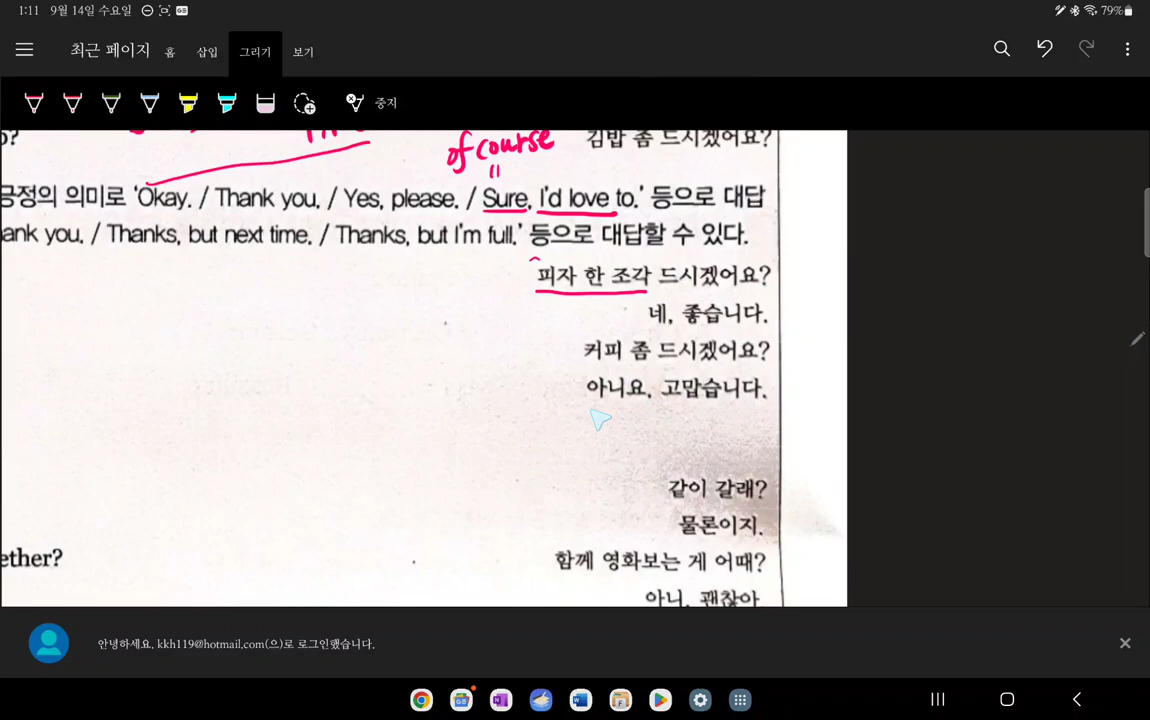 1:11 9월 14일 수요일 79%
최근 페이지 홈 삽입 그리기 보기
중지
of course
김밥 좀 드시겠어요?
긍정의 의미로 'Okay. / Thank you. / Yes, please. / Sure, I'd love to.' 등으로 대답
ank you. / Thanks, but next time. / Thanks, but I'm full.' 등으로 대답할 수 있다.
피자 한 조각 드시겠어요?
네, 좋습니다.
커피 좀 드시겠어요?
아니요, 고맙습니다.
같이 갈래?
물론이지.
ether? 함께 영화보는 게 어때?
아니, 괜찮아
안녕하세요. kkh119@hotmail.com(으)로 로그인했습니다.